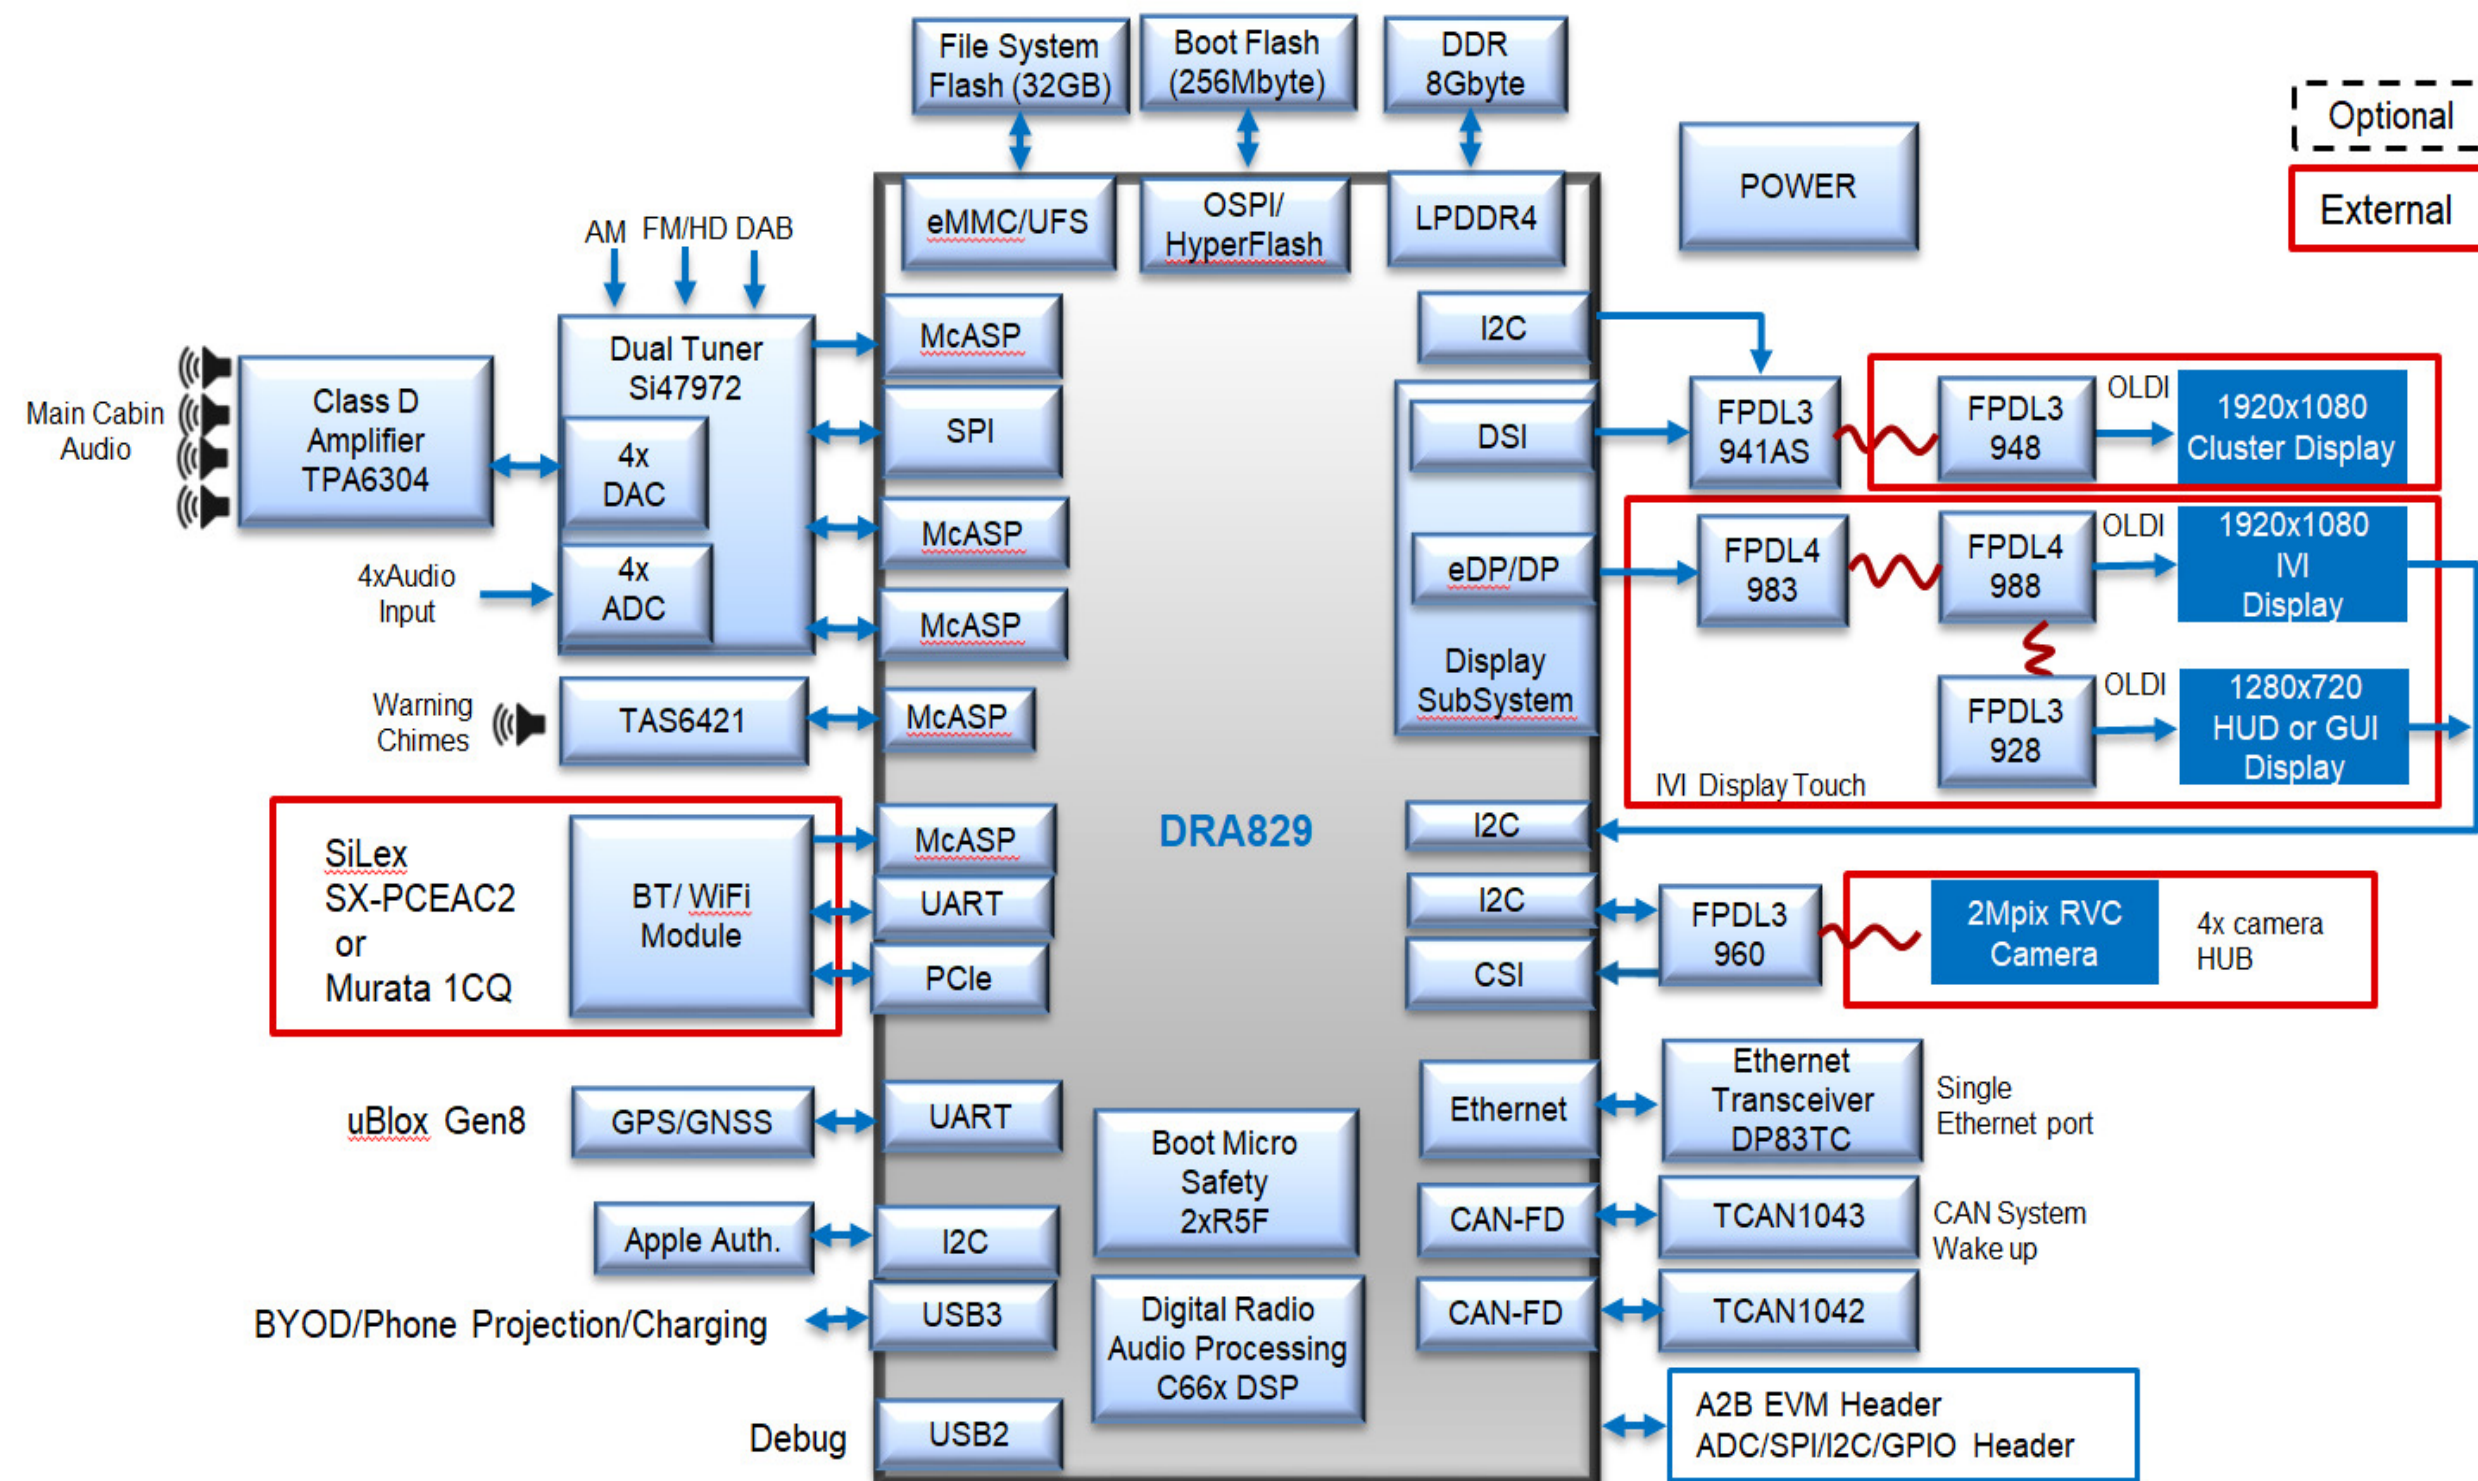 File System
Flash (32GB)
Boot Flash
(256Mbyte)
DDR
8Gbyte
Optional
External
POWER
eMMC/UFS
OSPI/
HyperFlash
LPDDR4
AM
FM/HD DAB
Dual Tuner
Si47972
4x
DAC
4x
ADC
Class D
Amplifier
TPA6304
Main Cabin
Audio
4xAudio
Input
Warning
Chimes
TAS6421
McASP
SPI
McASP
McASP
McASP
SiLex
SX-PCEAC2
or
Murata 1CQ
BT/ WiFi
Module
McASP
UART
PCIe
uBlox Gen8
GPS/GNSS
UART
Apple Auth.
I2C
BYOD/Phone Projection/Charging
USB3
Debug
USB2
DRA829
Boot Micro
Safety
2xR5F
Digital Radio
Audio Processing
C66x DSP
I2C
DSI
eDP/DP
Display
SubSystem
FPDL3
941AS
FPDL3
948
OLDI
1920x1080
Cluster Display
FPDL4
983
FPDL4
988
OLDI
1920x1080
IVI
Display
FPDL3
928
OLDI
1280x720
HUD or GUI
Display
IVI Display Touch
I2C
I2C
CSI
FPDL3
960
2Mpix RVC
Camera
4x camera
HUB
Ethernet
Ethernet
Transceiver
DP83TC
Single
Ethernet port
CAN-FD
TCAN1043
CAN System
Wake up
CAN-FD
TCAN1042
A2B EVM Header
ADC/SPI/I2C/GPIO Header